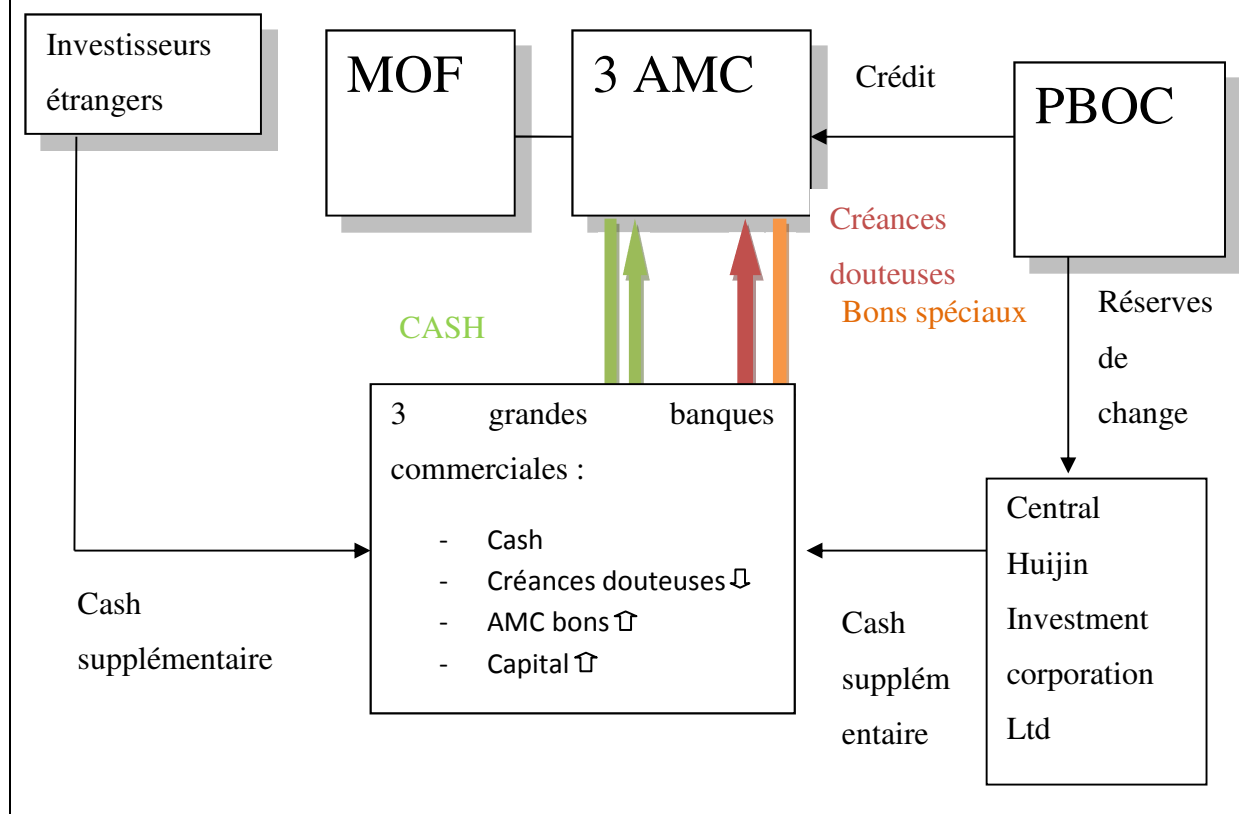 Investisseurs
étrangers
MOF
3 AMC
Crédit
PBOC
Créances
douteuses
Bons spéciaux
CASH
Réserves
de
change
3 grandes banques
commerciales :
- Cash
- Créances douteuses⇩
- AMC bons⇧
- Capital⇧
Cash
supplémentaire
Cash
supplém
entaire
Central
Huijin
Investment
corporation
Ltd